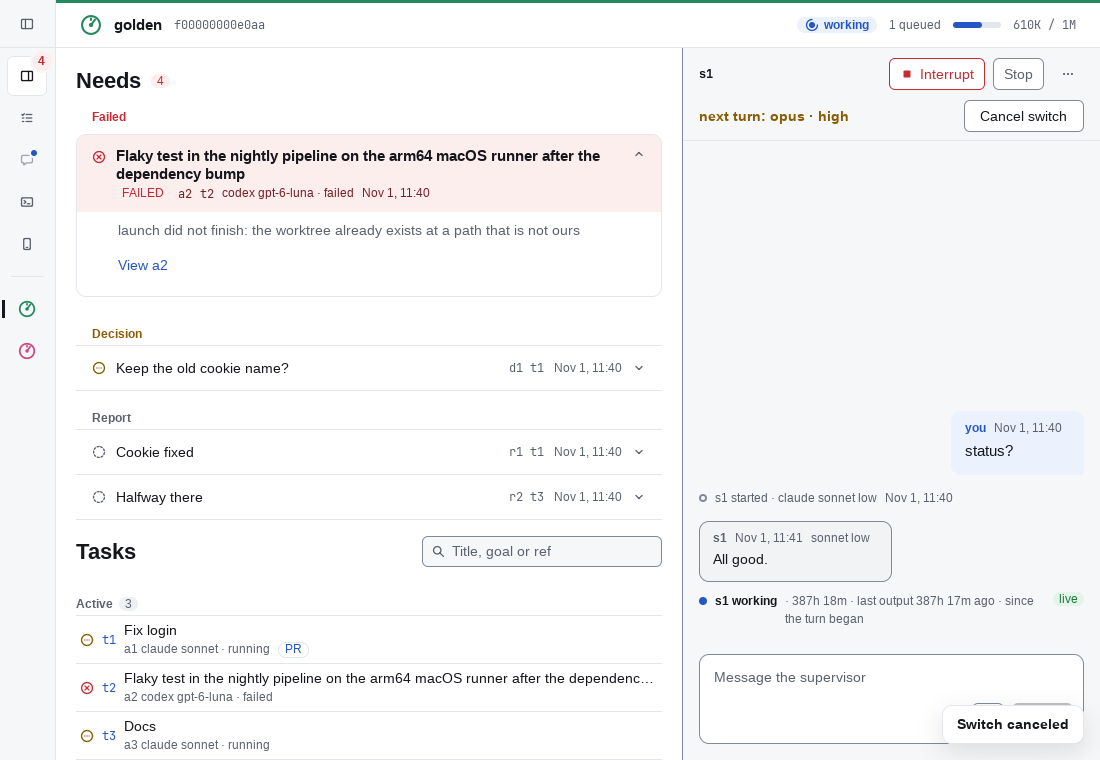 golden f00000000e0aa
working 1 queued 610K / 1M
4
Needs 4
Failed
Flaky test in the nightly pipeline on the arm64 macOS runner after the
dependency bump
FAILED a2 t2 codex gpt-6-luna · failed Nov 1, 11:40
launch did not finish: the worktree already exists at a path that is not ours
View a2
Decision
Keep the old cookie name? d1 t1 Nov 1, 11:40
Report
Cookie fixed r1 t1 Nov 1, 11:40
Halfway there r2 t3 Nov 1, 11:40
Tasks
Title, goal or ref
Active 3
t1 Fix login
a1 claude sonnet · running PR
t2 Flaky test in the nightly pipeline on the arm64 macOS runner after the dependenc…
a2 codex gpt-6-luna · failed
t3 Docs
a3 claude sonnet · running
s1 Interrupt Stop
next turn: opus · high Cancel switch
you Nov 1, 11:40
status?
s1 started · claude sonnet low Nov 1, 11:40
s1 Nov 1, 11:41 sonnet low
All good.
s1 working · 387h 18m · last output 387h 17m ago · since live
the turn began
Message the supervisor
Switch canceled